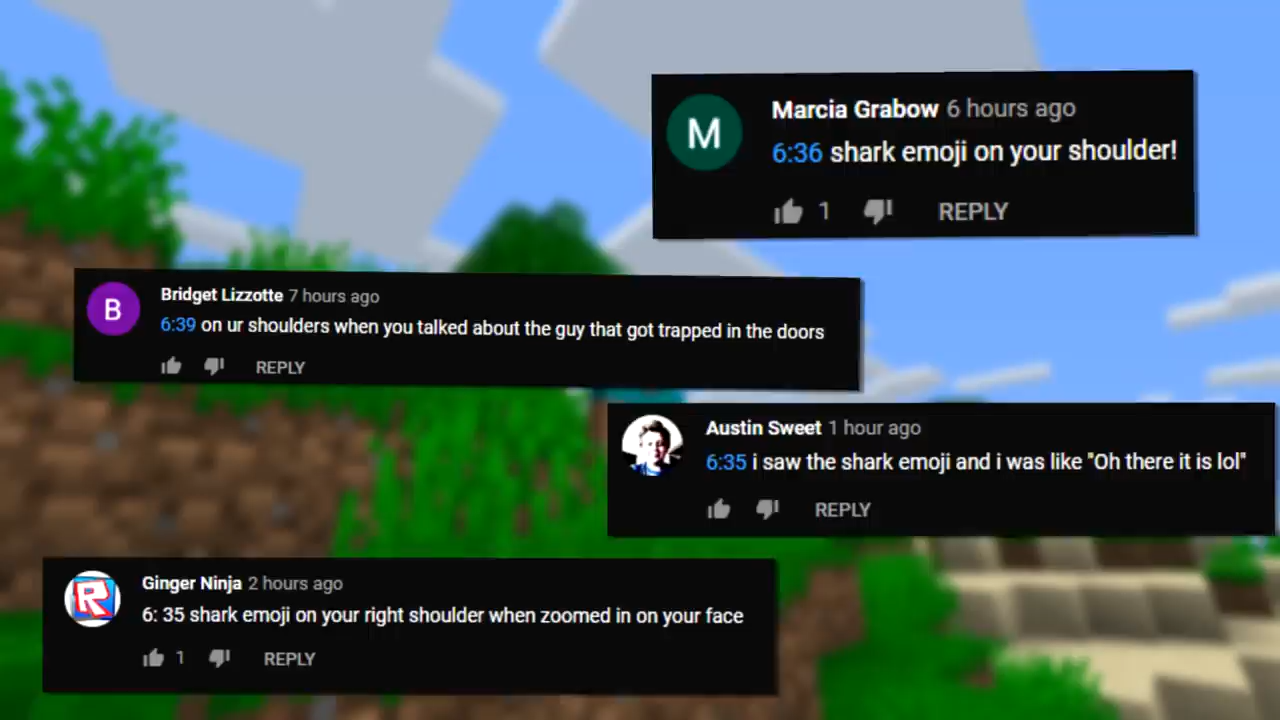 M
Marcia Grabow 6 hours ago
6:36 shark emoji on your shoulder!
1 REPLY
B
Bridget Lizzotte 7 hours ago
6:39 on ur shoulders when you talked about the guy that got trapped in the doors
REPLY
Austin Sweet 1 hour ago
6:35 i saw the shark emoji and i was like "Oh there it is lol"
REPLY
R
Ginger Ninja 2 hours ago
6: 35 shark emoji on your right shoulder when zoomed in on your face
1 REPLY